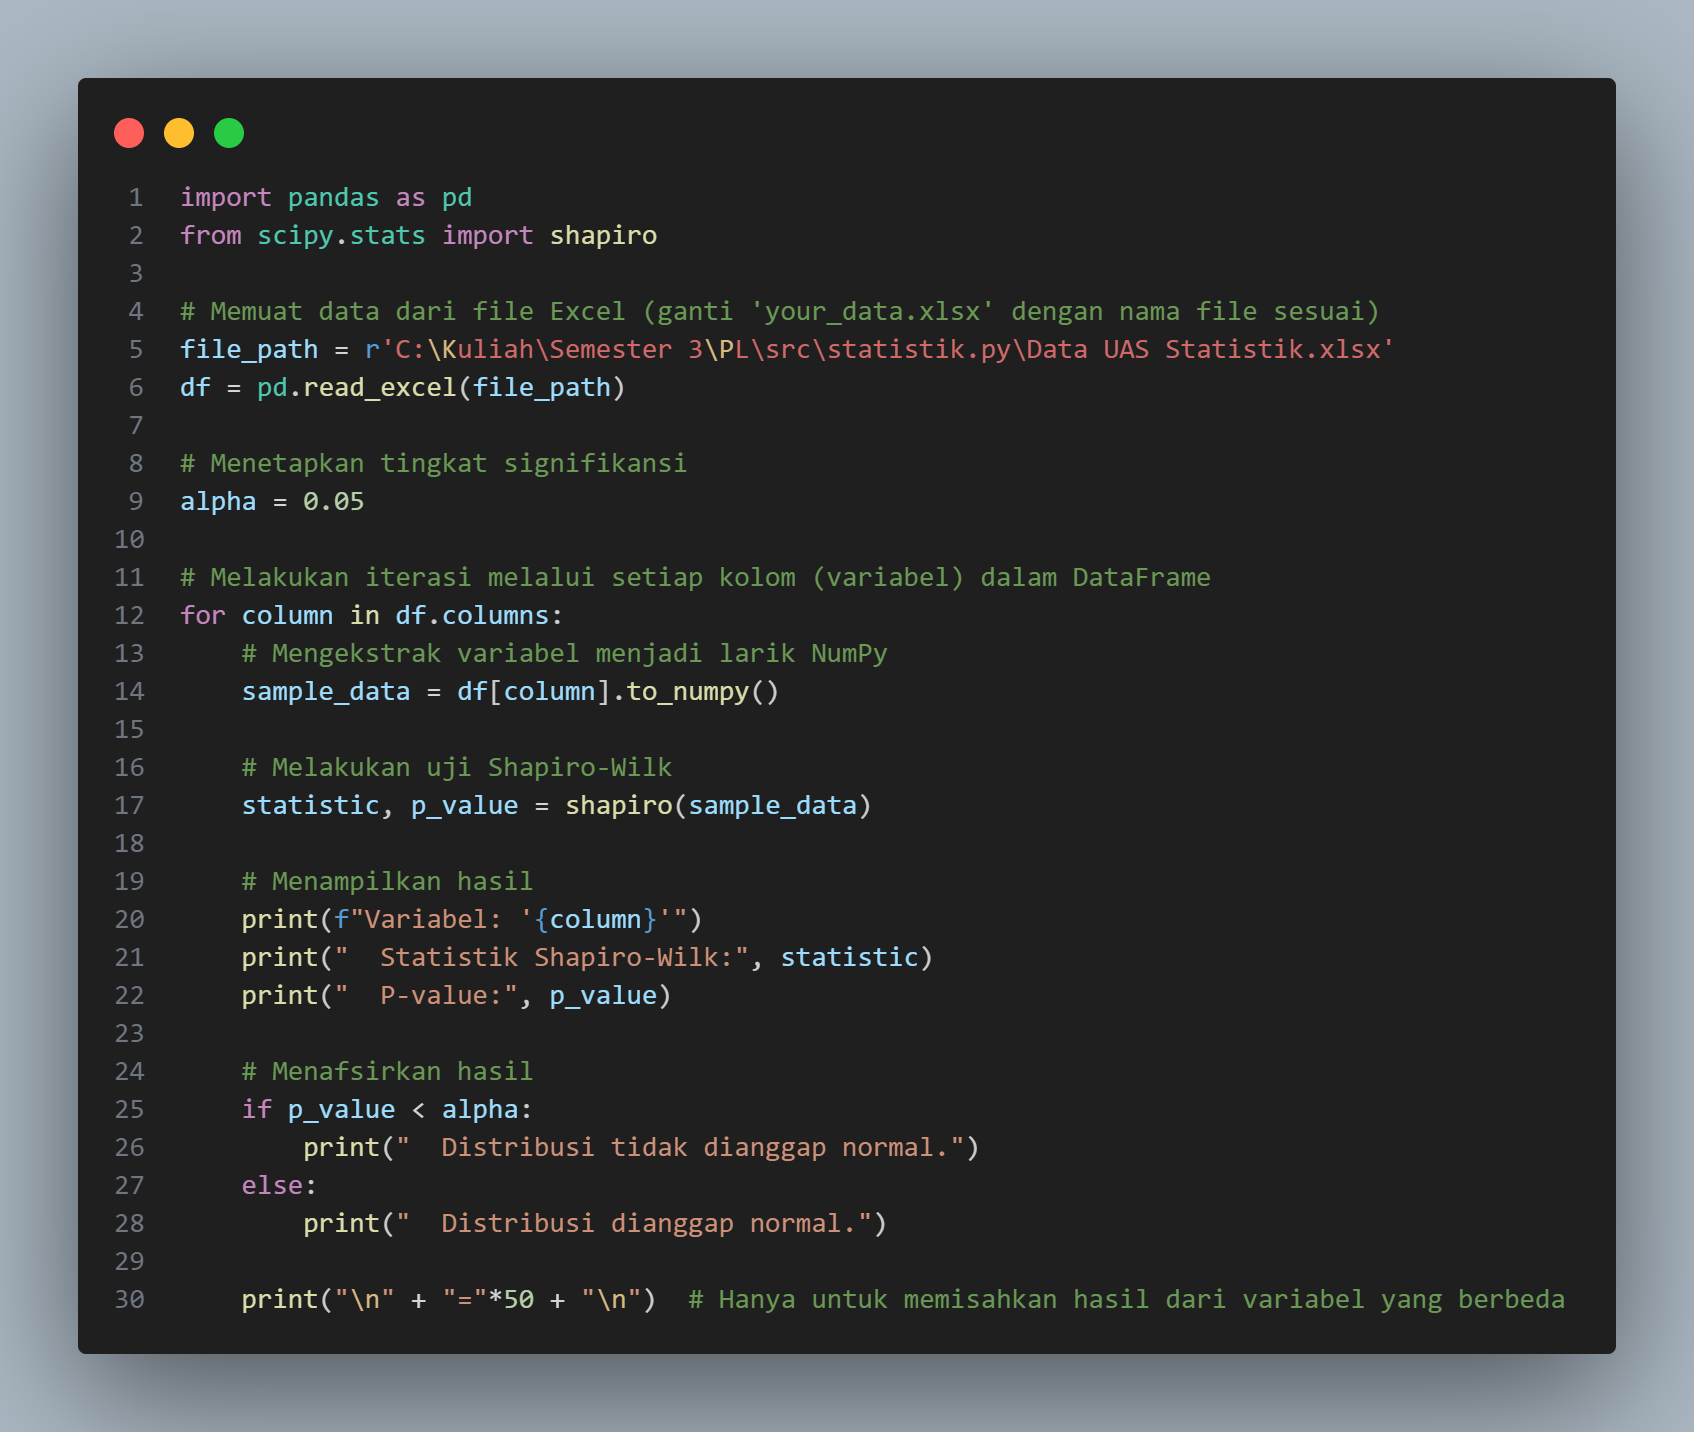 1 import pandas as pd
2 from scipy.stats import shapiro
3
4 # Memuat data dari file Excel (ganti 'your_data.xlsx' dengan nama file sesuai)
5 file_path = r'C:\Kuliah\Semester 3\PL\src\statistik.py\Data UAS Statistik.xlsx'
6 df = pd.read_excel(file_path)
7
8 # Menetapkan tingkat signifikansi
9 alpha = 0.05
10
11 # Melakukan iterasi melalui setiap kolom (variabel) dalam DataFrame
12 for column in df.columns:
13     # Mengekstrak variabel menjadi larik NumPy
14     sample_data = df[column].to_numpy()
15
16     # Melakukan uji Shapiro-Wilk
17     statistic, p_value = shapiro(sample_data)
18
19     # Menampilkan hasil
20     print(f"Variabel: '{column}'")
21     print("  Statistik Shapiro-Wilk:", statistic)
22     print("  P-value:", p_value)
23
24     # Menafsirkan hasil
25     if p_value < alpha:
26         print("  Distribusi tidak dianggap normal.")
27     else:
28         print("  Distribusi dianggap normal.")
29
30     print("\n" + "="*50 + "\n")  # Hanya untuk memisahkan hasil dari variabel yang berbeda